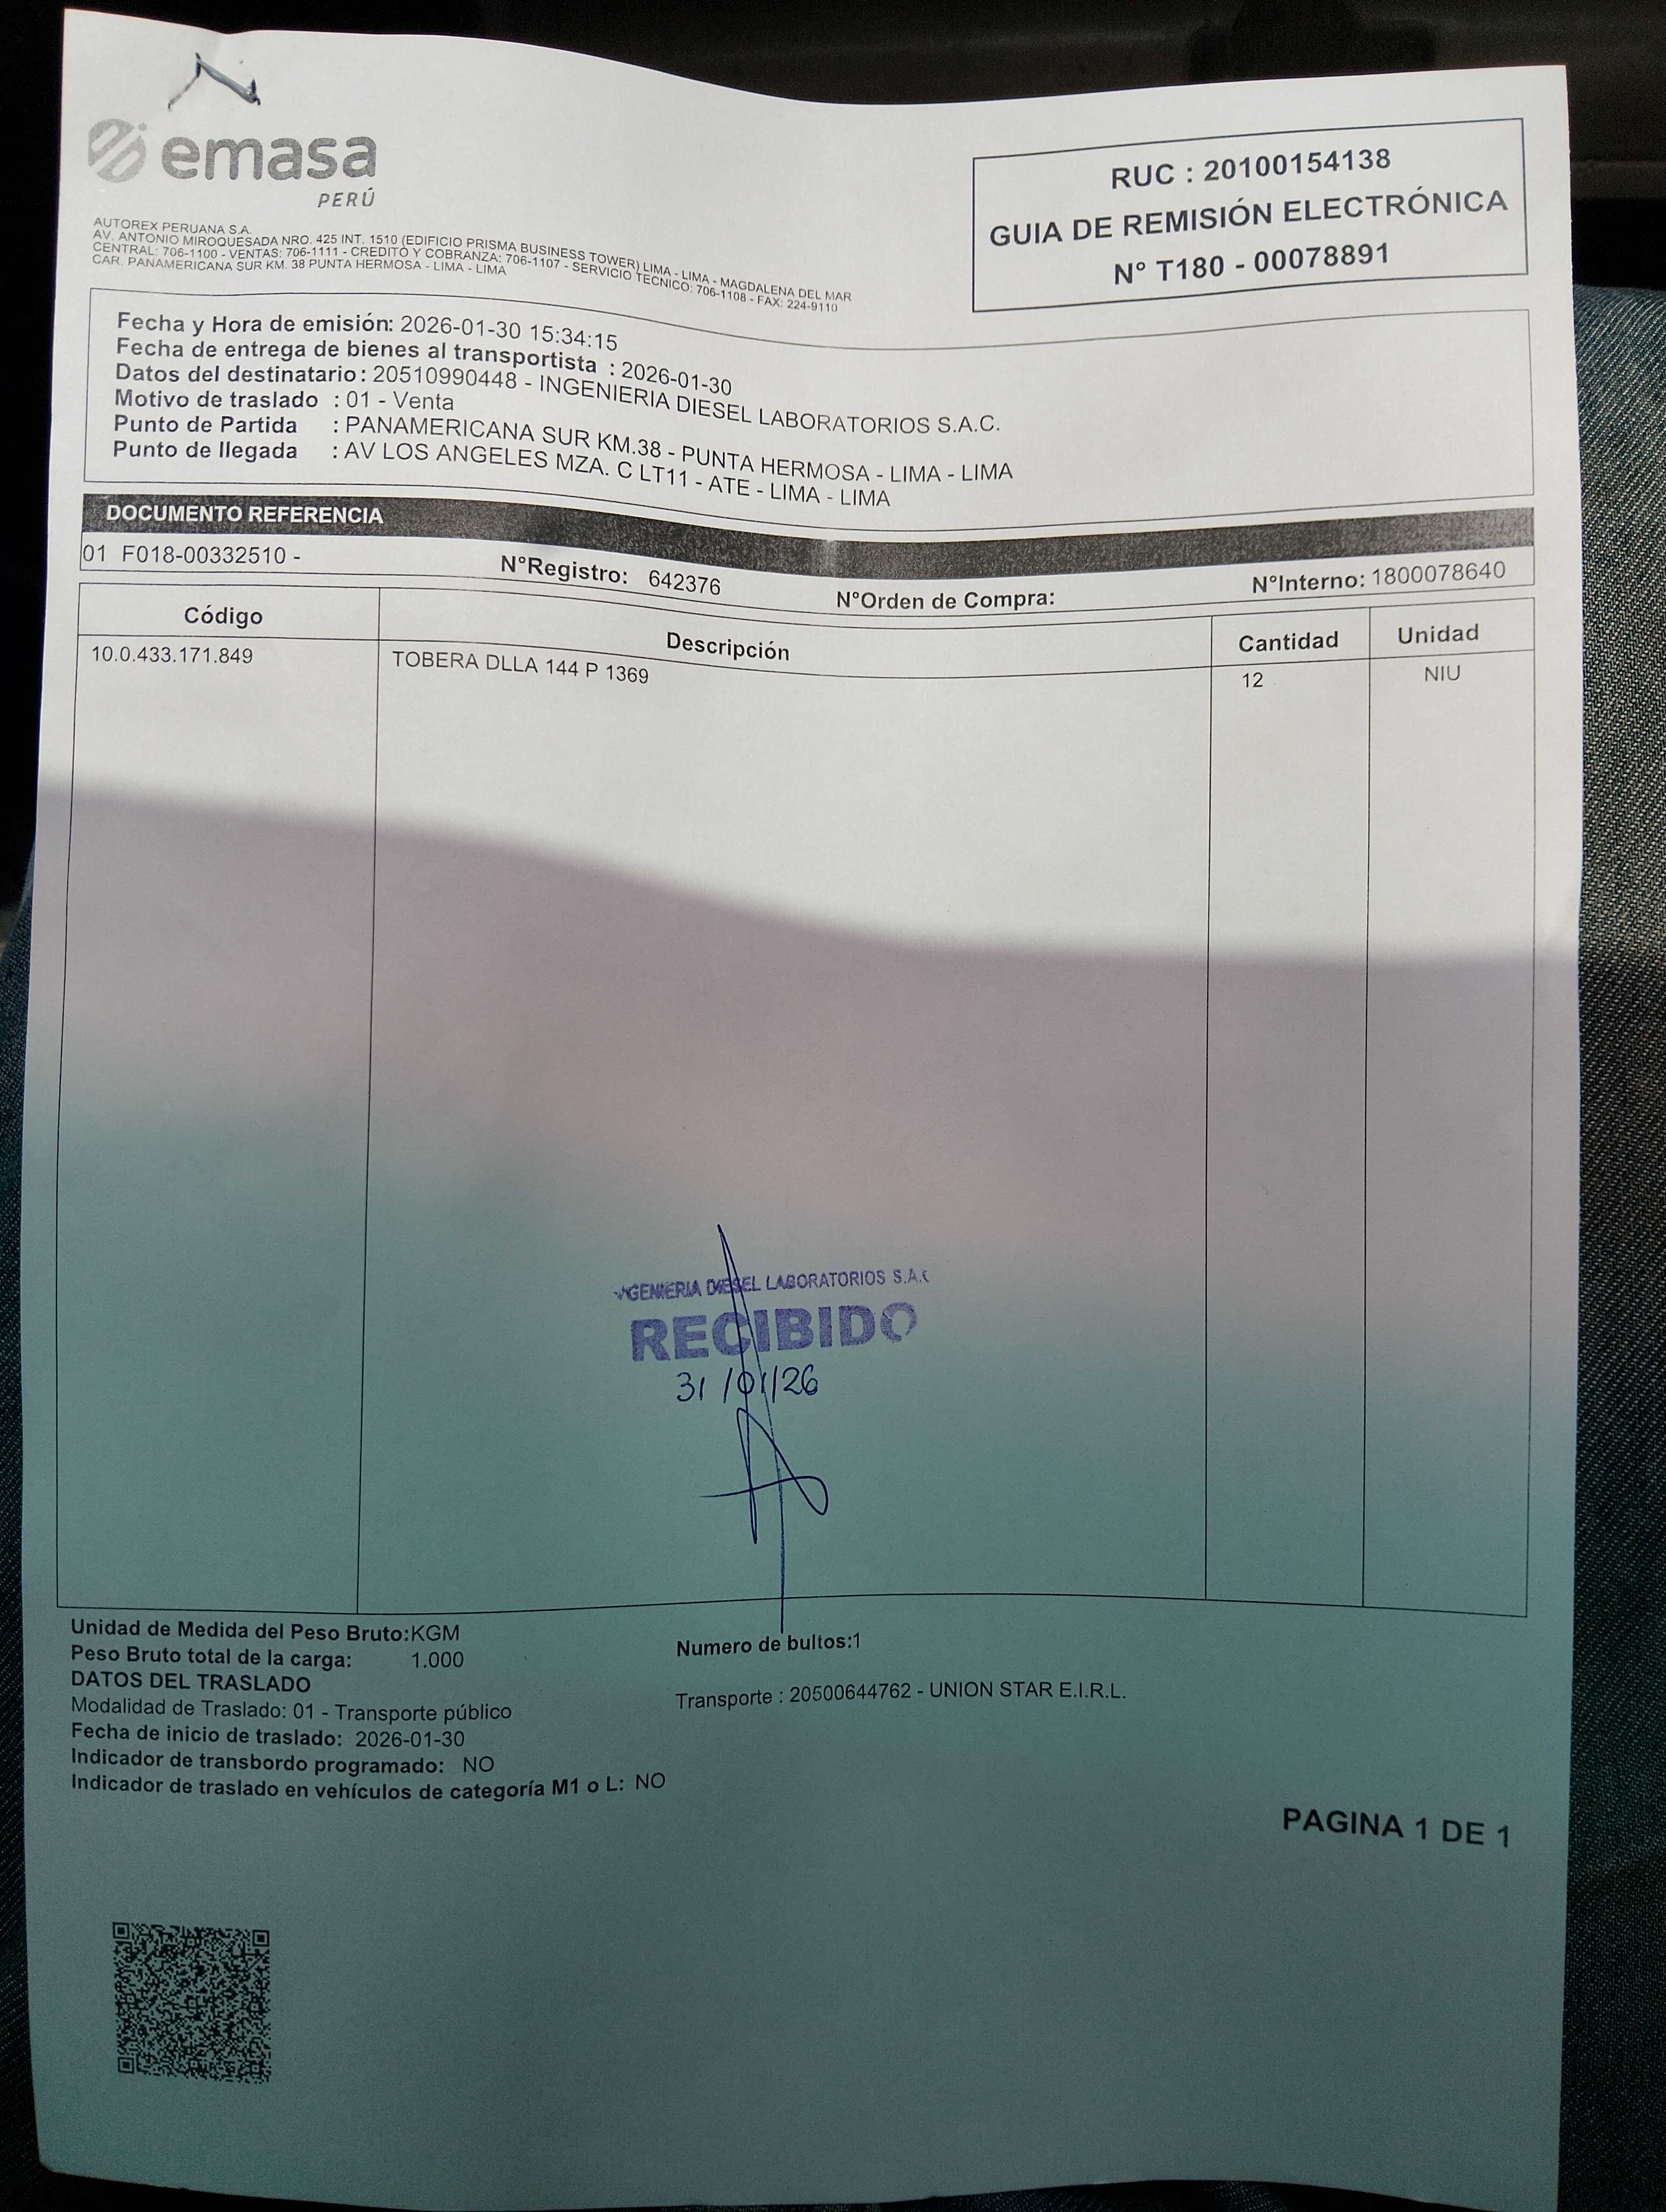 emasa
PERÚ
AUTOREX PERUANA S.A.
AV. ANTONIO MIROQUESADA NRO. 425 INT. 1510 (EDIFICIO PRISMA BUSINESS TOWER) LIMA - LIMA - MAGDALENA DEL MAR
CENTRAL: 706-1100 - VENTAS: 706-1111 - CREDITO Y COBRANZA: 706-1107 - SERVICIO TECNICO: 706-1108 - FAX: 224-9110
CAR. PANAMERICANA SUR KM. 38 PUNTA HERMOSA - LIMA - LIMA
RUC : 20100154138
GUIA DE REMISIÓN ELECTRÓNICA
N° T180 - 00078891
Fecha y Hora de emisión: 2026-01-30 15:34:15
Fecha de entrega de bienes al transportista : 2026-01-30
Datos del destinatario: 20510990448 - INGENIERIA DIESEL LABORATORIOS S.A.C.
Motivo de traslado : 01 - Venta
Punto de Partida : PANAMERICANA SUR KM.38 - PUNTA HERMOSA - LIMA - LIMA
Punto de llegada : AV LOS ANGELES MZA. C LT11 - ATE - LIMA - LIMA
DOCUMENTO REFERENCIA
01 F018-00332510 - N°Registro: 642376 N°Orden de Compra: N°Interno: 1800078640
Código Descripción Cantidad Unidad
10.0.433.171.849 TOBERA DLLA 144 P 1369 12 NIU
NGENIERIA DIESEL LABORATORIOS S.A.C
RECIBIDO
31/01/26
Unidad de Medida del Peso Bruto:KGM Numero de bultos:1
Peso Bruto total de la carga: 1.000
DATOS DEL TRASLADO
Modalidad de Traslado: 01 - Transporte público Transporte : 20500644762 - UNION STAR E.I.R.L.
Fecha de inicio de traslado: 2026-01-30
Indicador de transbordo programado: NO
Indicador de traslado en vehículos de categoría M1 o L: NO
PAGINA 1 DE 1